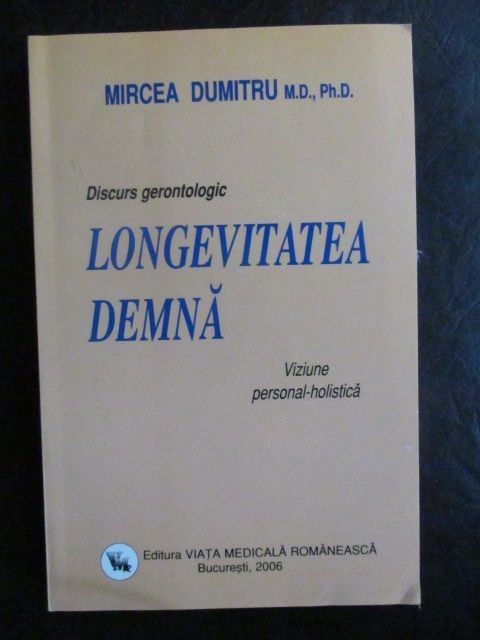 MIRCEA DUMITRU M.D., Ph.D.
Discurs gerontologic
LONGEVITATEA
DEMNĂ
Viziune
personal-holistică
Editura VIAȚA MEDICALĂ ROMÂNEASCĂ
București, 2006